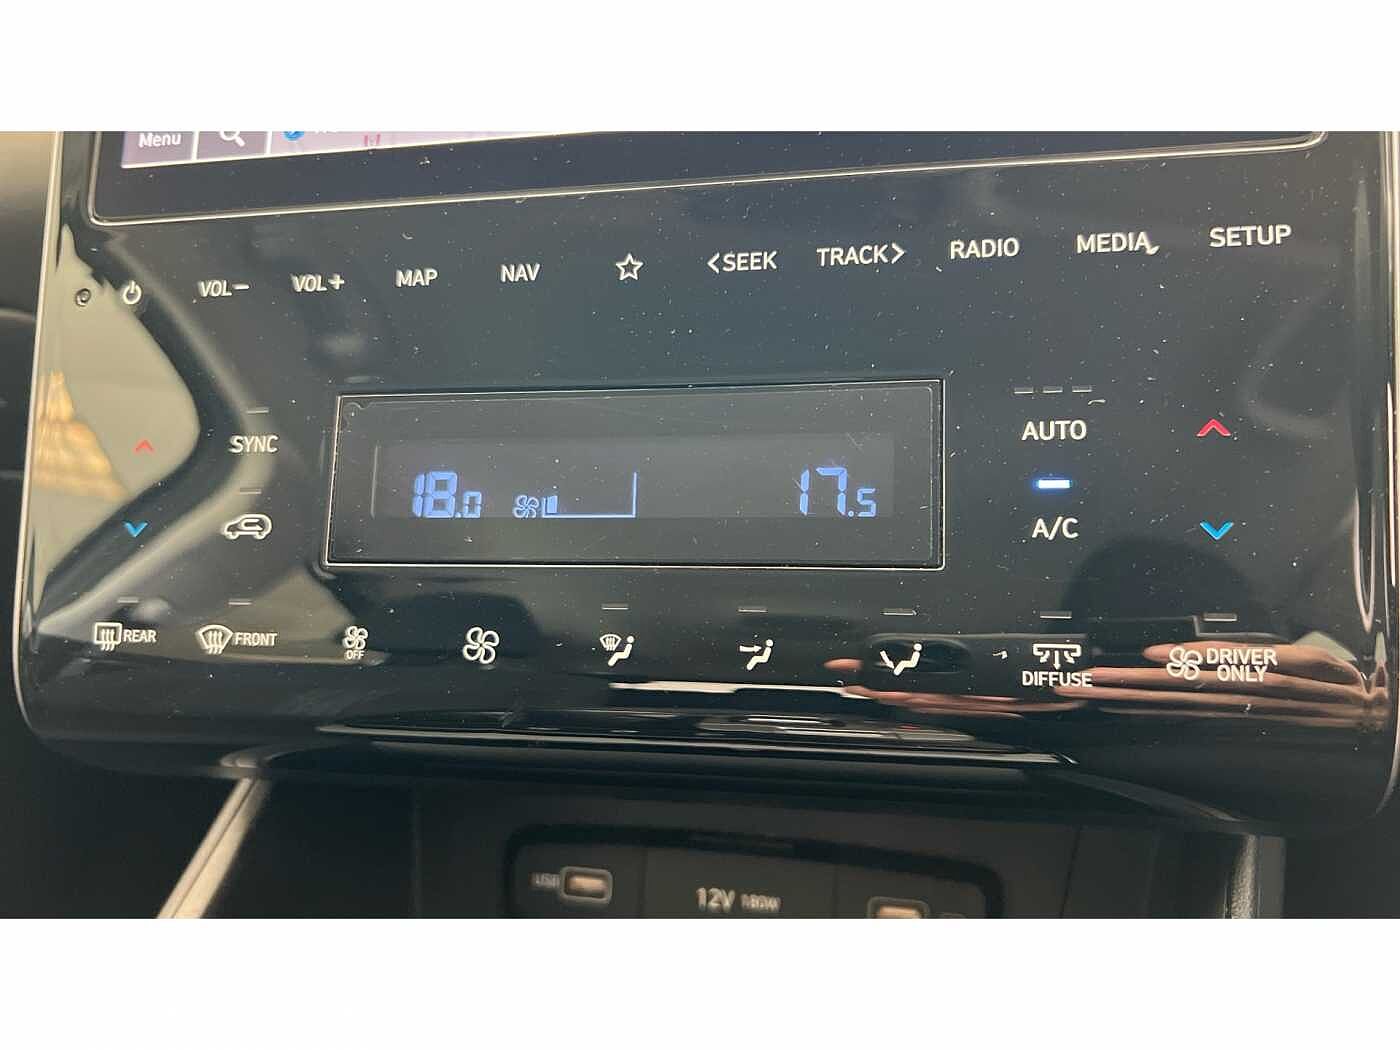 Menu
VOL− VOL+ MAP NAV <SEEK TRACK> RADIO MEDIA SETUP
SYNC
AUTO
18.0 17.5
A/C
REAR FRONT OFF DIFFUSE DRIVER
ONLY
USB 12V 180W